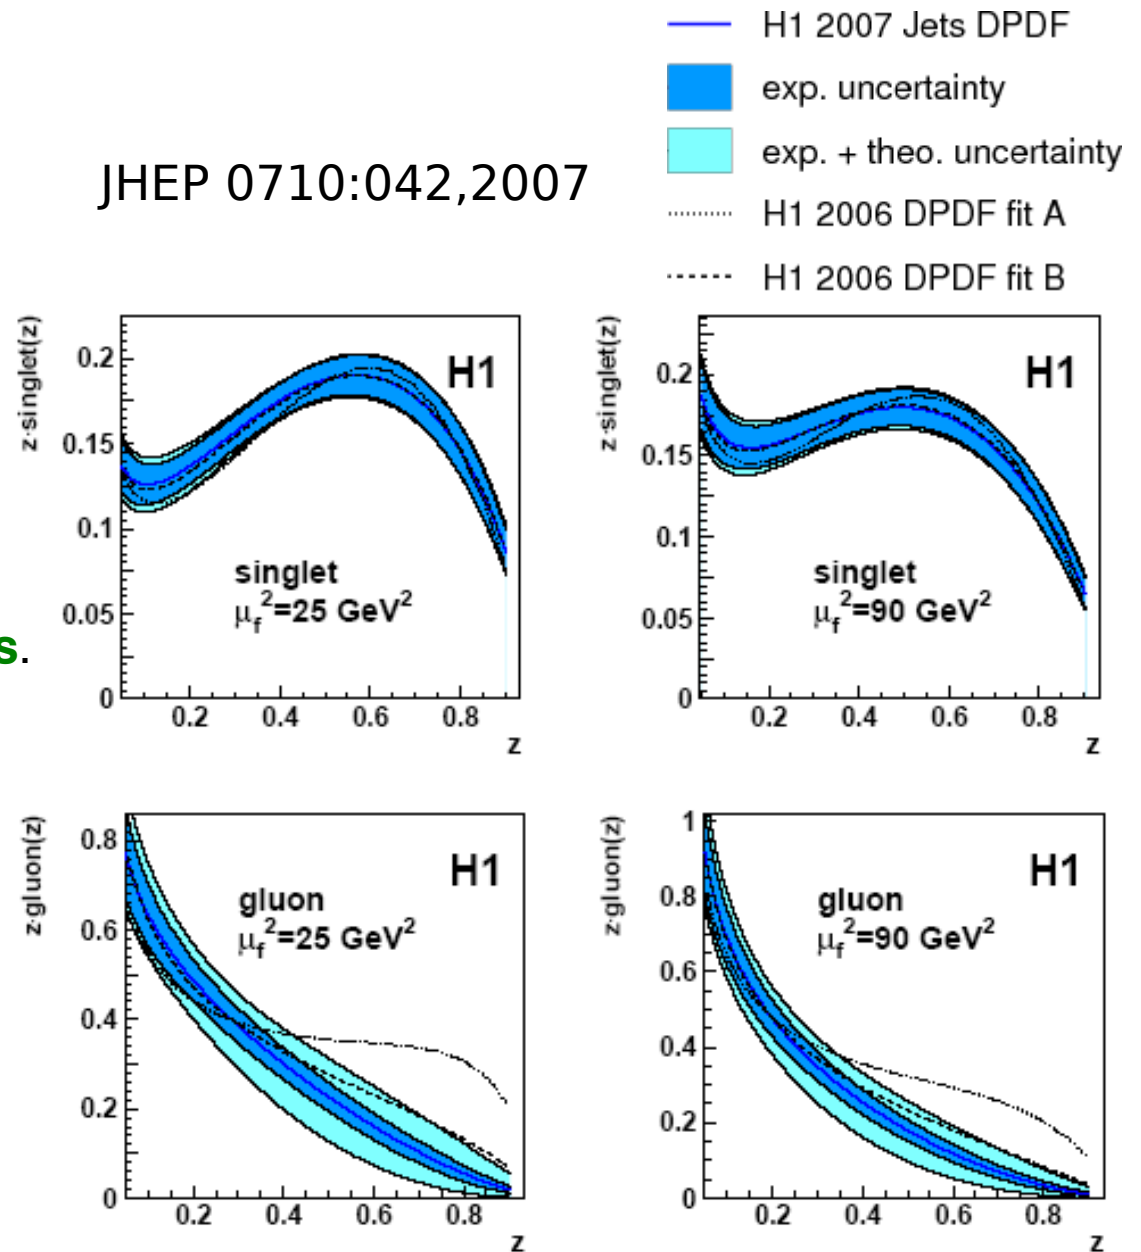 H1 2007 Jets DPDF
exp. uncertainty
exp. + theo. uncertainty
JHEP 0710:042,2007
H1 2006 DPDF fit A
H1 2006 DPDF fit B
z·singlet(z)
0.2
0.15
0.1
0.05
0
H1
singlet
μf²=25 GeV²
0.2 0.4 0.6 0.8
z
z·singlet(z)
0.2
0.15
0.1
0.05
0
H1
singlet
μf²=90 GeV²
0.2 0.4 0.6 0.8
z
s.
z·gluon(z)
0.8
0.6
0.4
0.2
0
H1
gluon
μf²=25 GeV²
0.2 0.4 0.6 0.8
z
z·gluon(z)
1
0.8
0.6
0.4
0.2
0
H1
gluon
μf²=90 GeV²
0.2 0.4 0.6 0.8
z